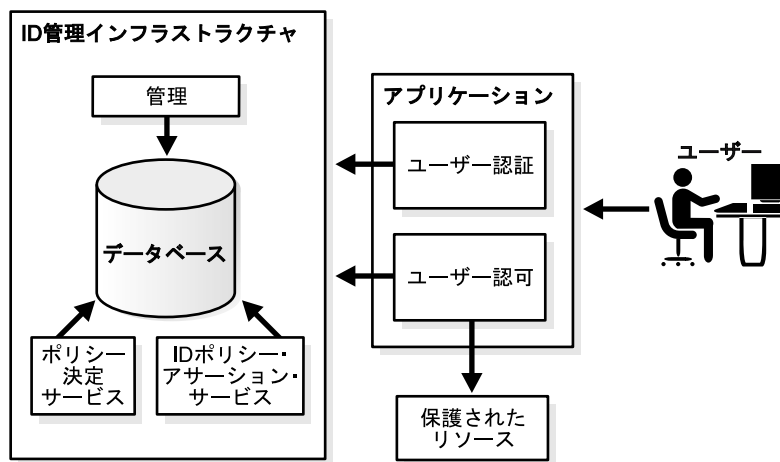 ID管理インフラストラクチャ
管理
データベース
ポリシー
決定
サービス
IDポリシー・
アサーション・
サービス
アプリケーション
ユーザー認証
ユーザー認可
保護された
リソース
ユーザー